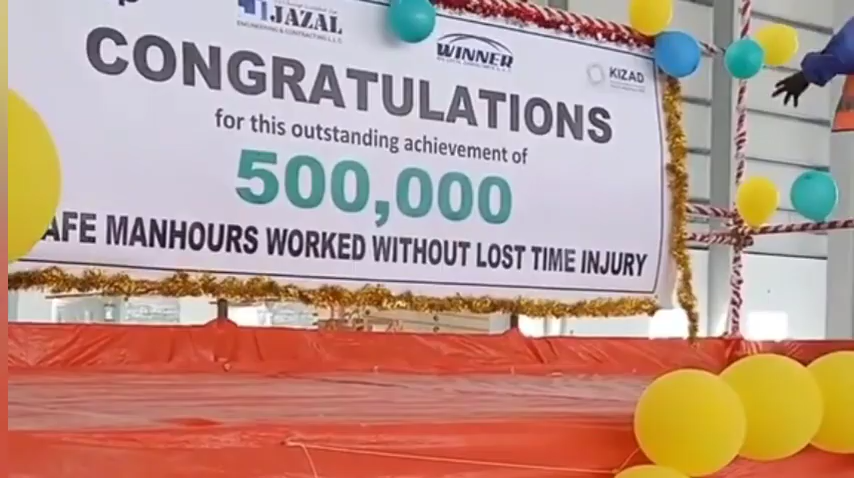 JAZAL
ENGINEERING & CONTRACTING L.L.C.
WINNER
KIZAD
CONGRATULATIONS
for this outstanding achievement of
500,000
AFE MANHOURS WORKED WITHOUT LOST TIME INJURY